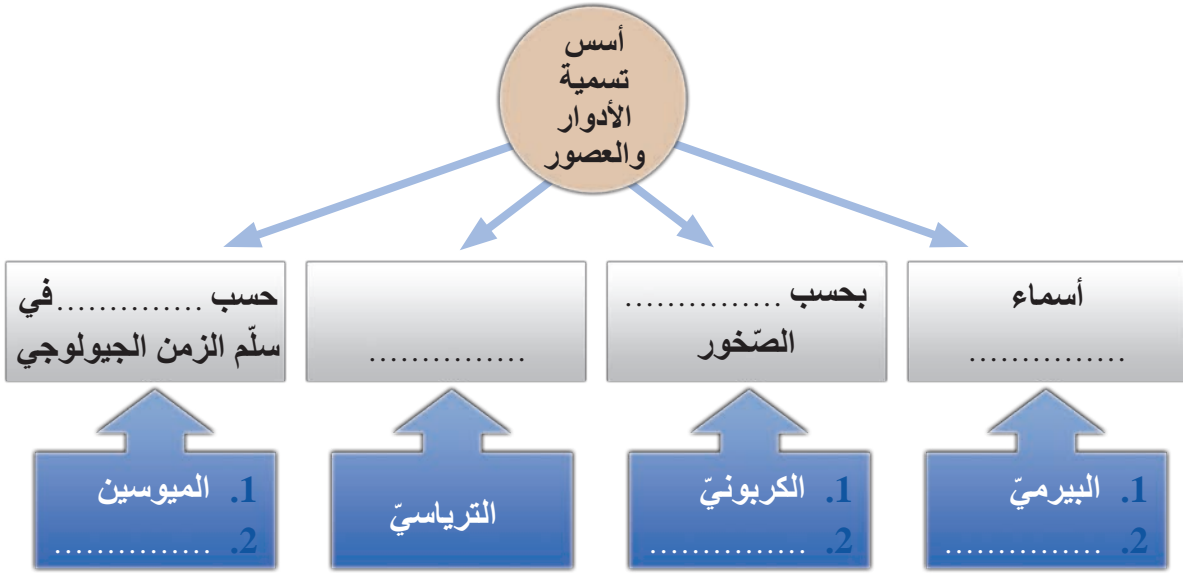 أسس
تسمية
الأدوار
والعصور
أسماء
...............
بحسب ...............
الصّخور
...............
حسب ..............في
سلّم الزمن الجيولوجي
1. البيرميّ
2. ...............
1. الكربونيّ
2. ...............
الترياسيّ
1. الميوسين
2. ...............